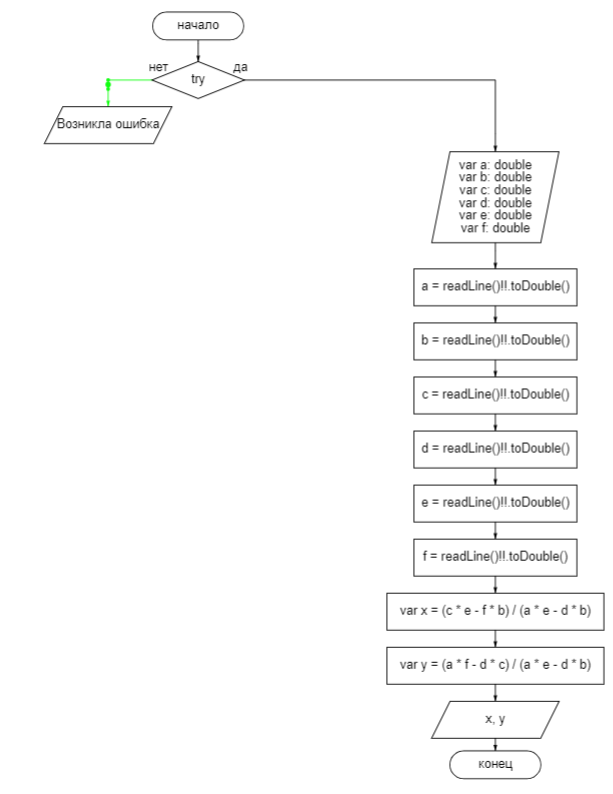 начало
нет
да
try
Возникла ошибка
var a: double
var b: double
var c: double
var d: double
var e: double
var f: double
a = readLine()!!.toDouble()
b = readLine()!!.toDouble()
c = readLine()!!.toDouble()
d = readLine()!!.toDouble()
e = readLine()!!.toDouble()
f = readLine()!!.toDouble()
var x = (c * e - f * b) / (a * e - d * b)
var y = (a * f - d * c) / (a * e - d * b)
x, y
конец